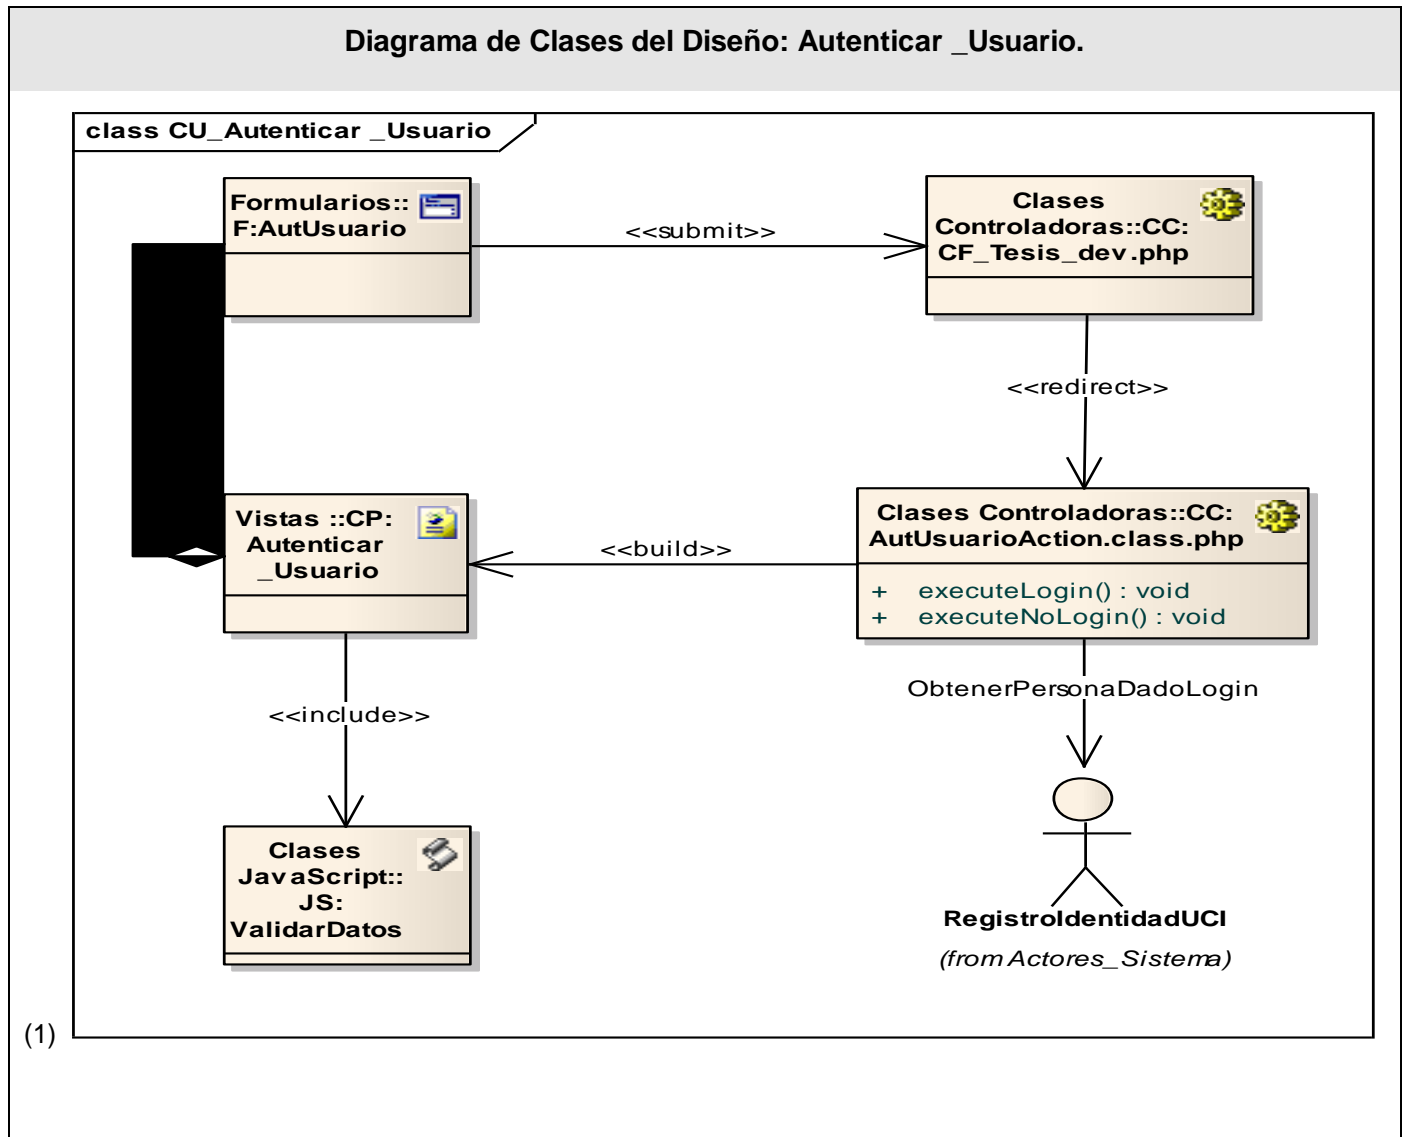 Diagrama de Clases del Diseño: Autenticar _Usuario.
class CU_Autenticar _Usuario
Formularios::
F:AutUsuario
<<submit>>
Clases
Controladoras::CC:
CF_Tesis_dev.php
<<redirect>>
Vistas ::CP:
Autenticar
_Usuario
<<build>>
Clases Controladoras::CC:
AutUsuarioAction.class.php
+ executeLogin() : void
+ executeNoLogin() : void
<<include>>
ObtenerPersonaDadoLogin
Clases
JavaScript::
JS:
ValidarDatos
RegistroIdentidadUCI
(from Actores_Sistema)
(1)